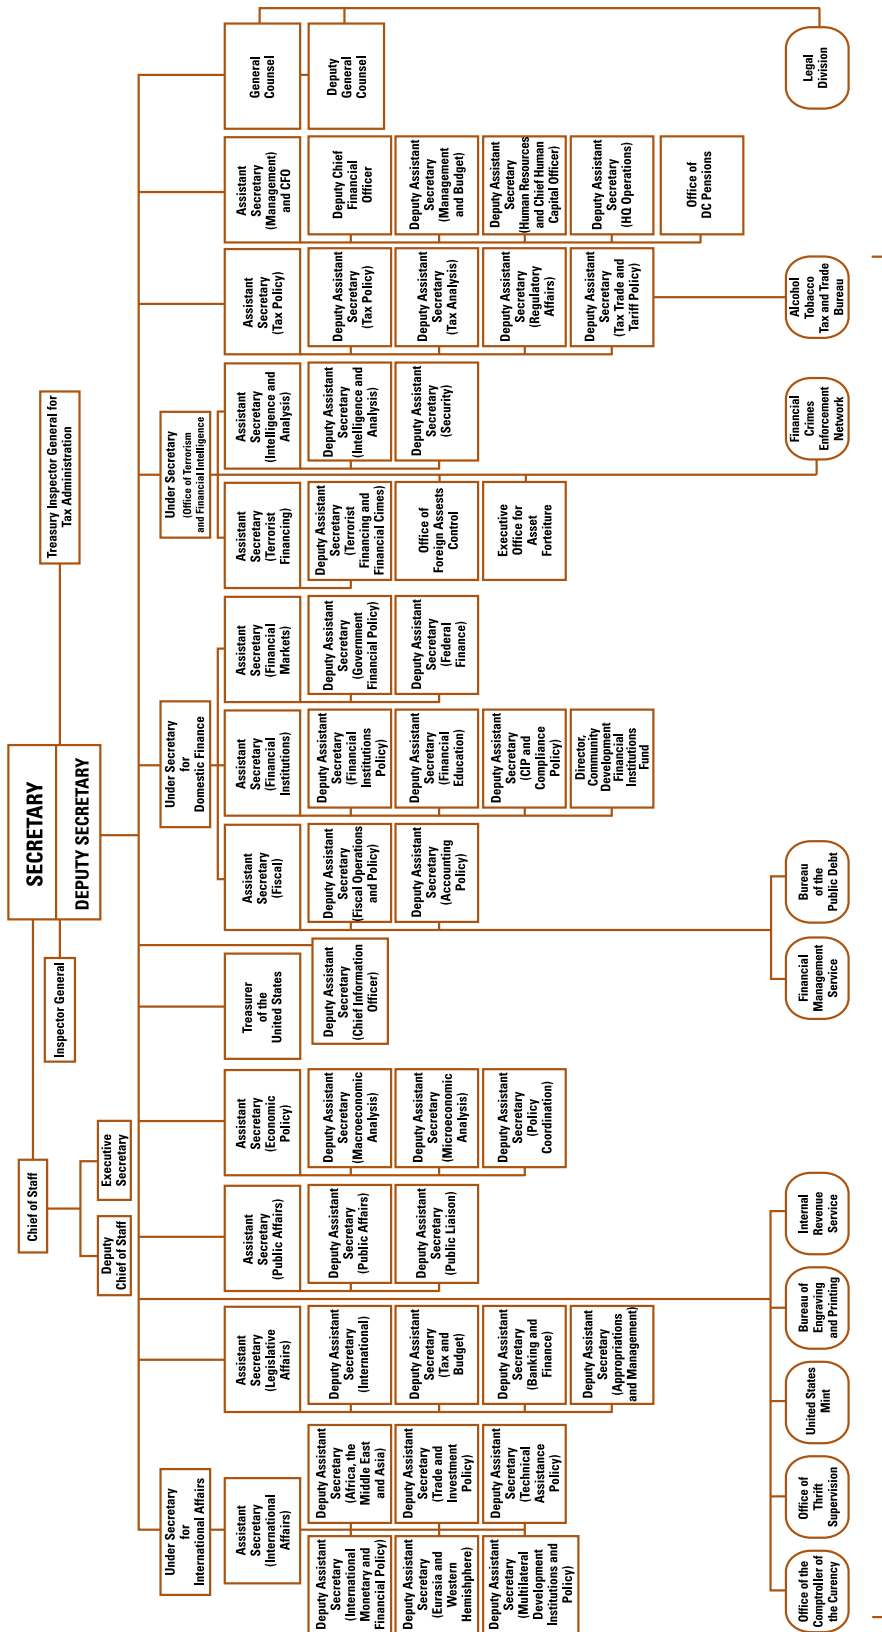 SECRETARY
DEPUTY SECRETARY
Chief of Staff
Inspector General
Treasury Inspector General for
Tax Administration
Deputy
Chief of Staff
Executive
Secretary
Under Secretary
for
International Affairs
Under Secretary
for
Domestic Finance
Under Secretary
(Office of Terrorism
and Financial Intelligence
Assistant
Secretary
(International
Affairs)
Assistant
Secretary
(Legislative
Affairs)
Assistant
Secretary
(Public Affairs)
Assistant
Secretary
(Economic
Policy)
Treasurer
of the
United States
Assistant
Secretary
(Fiscal)
Assistant
Secretary
(Financial
Institutions)
Assistant
Secretary
(Financial
Markets)
Assistant
Secretary
(Terrorist
Financing)
Assistant
Secretary
(Intelligence and
Analysis)
Assistant
Secretary
(Tax Policy)
Assistant
Secretary
(Management)
and CFO
General
Counsel
Deputy Assistant
Secretary
(International
Monetary and
Financial Policy)
Deputy Assistant
Secretary
(Africa, the
Middle East
and Asia)
Deputy Assistant
Secretary
(International)
Deputy Assistant
Secretary
(Public Affairs)
Deputy Assistant
Secretary
(Macroeconomic
Analysis)
Deputy Assistant
Secretary
(Chief Information
Officer)
Deputy Assistant
Secretary
(Fiscal Operations
and Policy)
Deputy Assistant
Secretary
(Financial
Institutions
Policy)
Deputy Assistant
Secretary
(Government
Financial Policy)
Deputy Assistant
Secretary
(Terrorist
Financing and
Financial Cimes)
Deputy Assistant
Secretary
(Intelligence and
Analysis)
Deputy Assistant
Secretary
(Tax Policy)
Deputy Chief
Financial
Officer
Deputy
General
Counsel
Deputy Assistant
Secretary
(Eurasia and
Western
Hemishphere)
Deputy Assistant
Secretary
(Trade and
Investment
Policy)
Deputy Assistant
Secretary
(Tax and
Budget)
Deputy Assistant
Secretary
(Public Liaison)
Deputy Assistant
Secretary
(Microeconomic
Analysis)
Deputy Assistant
Secretary
(Accounting
Policy)
Deputy Assistant
Secretary
(Financial
Education)
Deputy Assistant
Secretary
(Federal
Finance)
Office of
Foreign Assests
Control
Deputy Assistant
Secretary
(Security)
Deputy Assistant
Secretary
(Tax Analysis)
Deputy Assistant
Secretary
(Management
and Budget)
Deputy Assistant
Secretary
(Multilateral
Development
Institutions and
Policy)
Deputy Assistant
Secretary
(Technical
Assistance
Policy)
Deputy Assistant
Secretary
(Banking and
Finance)
Deputy Assistant
Secretary
(Policy
Coordination)
Deputy Assistant
Secretary
(CIP and
Compliance
Policy)
Executive
Office for
Asset
Forteiture
Deputy Assistant
Secretary
(Regulatory
Affairs)
Deputy Assistant
Secretary
(Human Resources
and Chief Human
Capital Officer)
Deputy Assistant
Secretary
(Appropriations
and Management)
Director,
Community
Development
Financial
Institutions
Fund
Deputy Assistant
Secretary
(Tax Trade and
Tariff Policy)
Deputy Assistant
Secretary
(HQ Operations)
Office of
DC Pensions
Office of the
Comptroller of
the Curency
Office of
Thrift
Supervision
United States
Mint
Bureau of
Engraving
and Printing
Internal
Revenue
Service
Financial
Management
Service
Bureau
of the
Public Debt
Financial
Crimes
Enforcement
Network
Alcohol
Tobacco
Tax and Trade
Bureau
Legal
Division